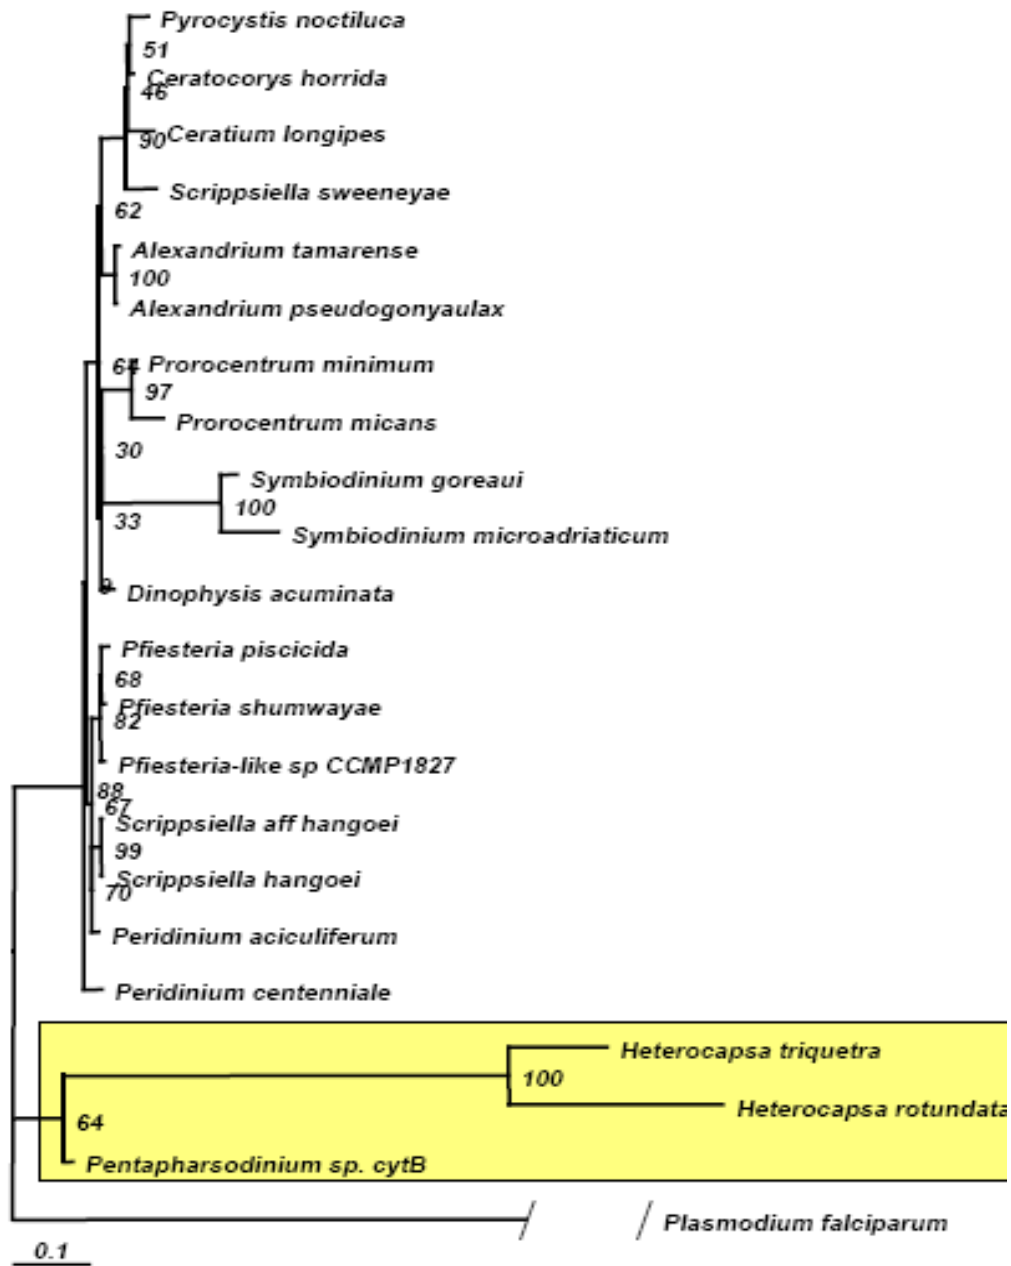 Pyrocystis noctiluca
51
Ceratocorys horrida
46
90 Ceratium longipes
Scrippsiella sweeneyae
62
Alexandrium tamarense
100
Alexandrium pseudogonyaulax
64 Prorocentrum minimum
97
Prorocentrum micans
30
Symbiodinium goreaui
100
33
Symbiodinium microadriaticum
9
Dinophysis acuminata
Pfiesteria piscicida
68
Pfiesteria shumwayae
82
Pfiesteria-like sp CCMP1827
88
67
Scrippsiella aff hangoei
99
Scrippsiella hangoei
70
Peridinium aciculiferum
Peridinium centenniale
Heterocapsa triquetra
100
Heterocapsa rotundata
64
Pentapharsodinium sp. cytB
Plasmodium falciparum
0.1